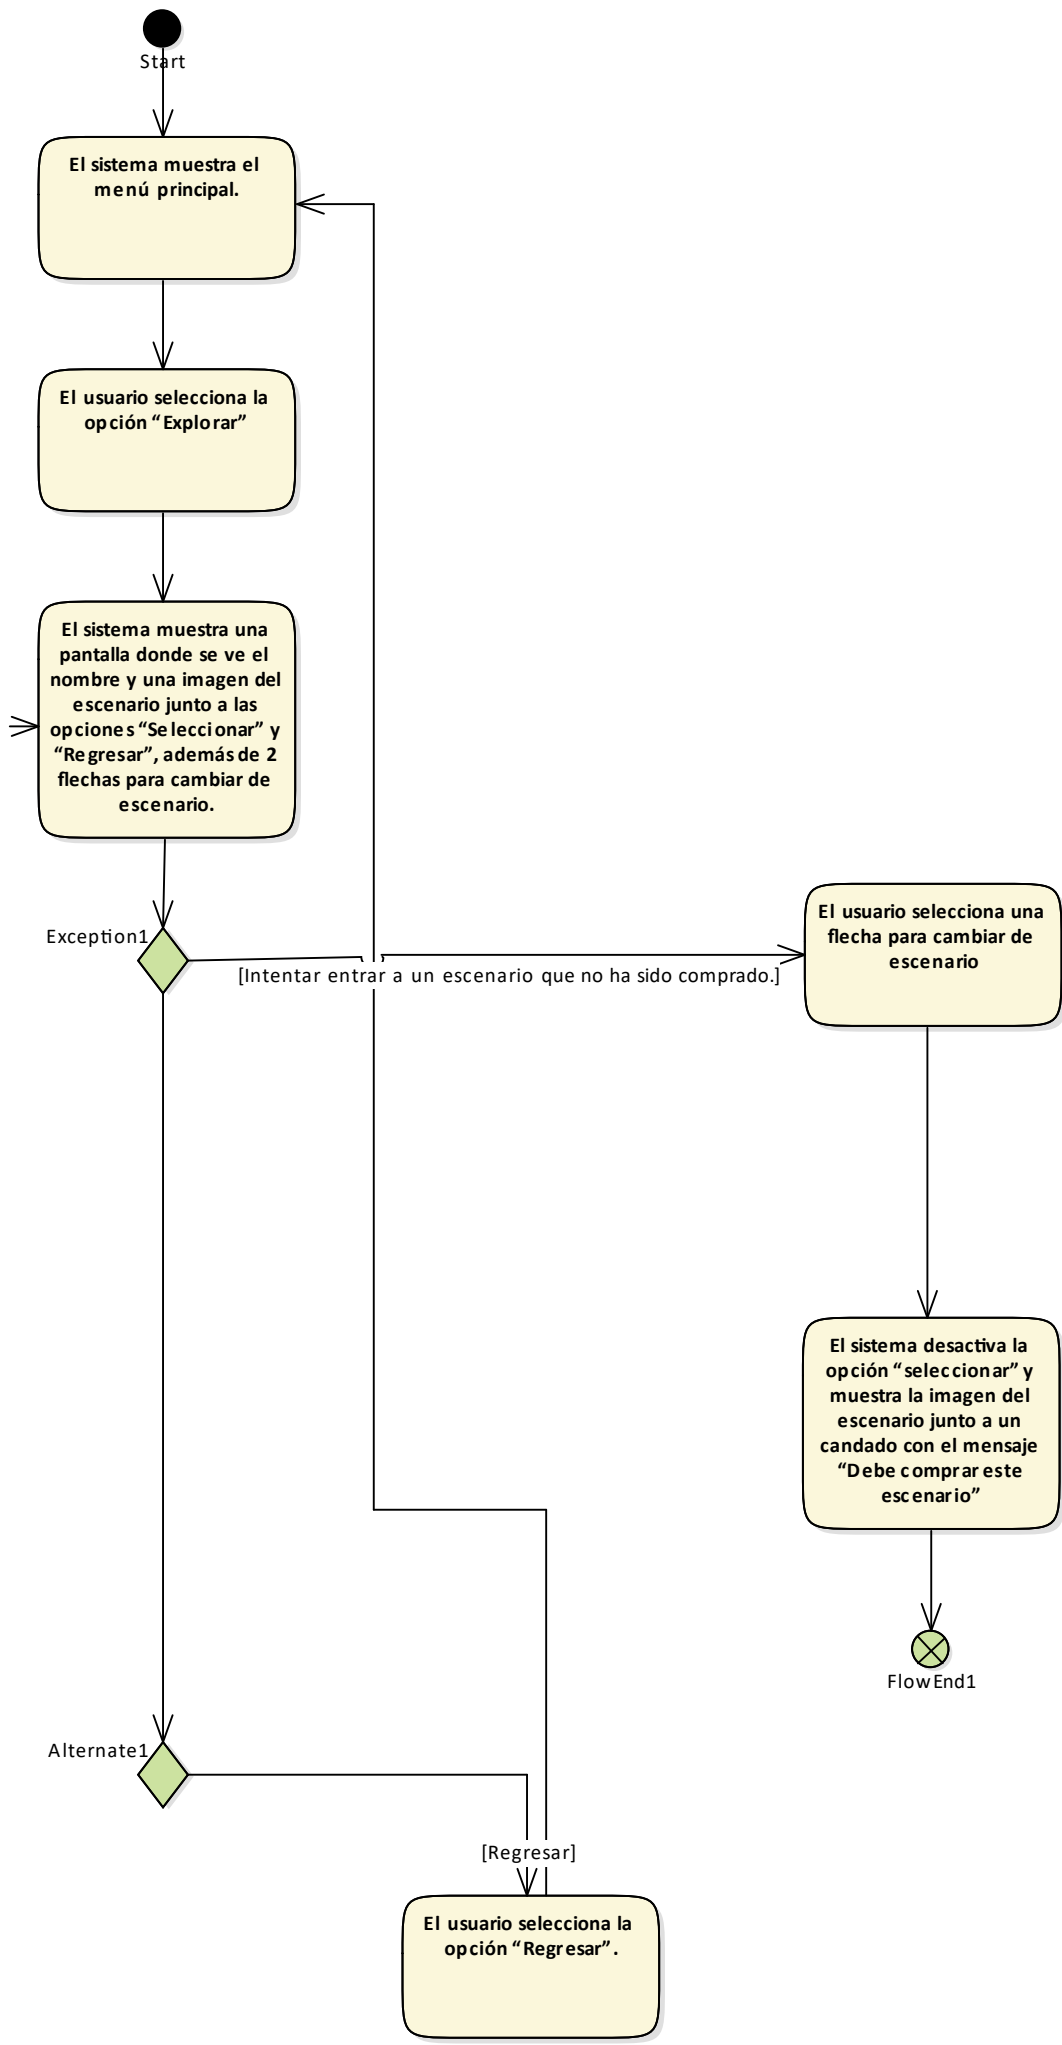 Start
El sistema muestra el
menú principal.
El usuario selecciona la
opción “Explorar”
El sistema muestra una
pantalla donde se ve el
nombre y una imagen del
escenario junto a las
opciones “Seleccionar” y
“Regresar”, además de 2
flechas para cambiar de
escenario.
Exception1
[Intentar entrar a un escenario que no ha sido comprado.]
El usuario selecciona una
flecha para cambiar de
escenario
El sistema desactiva la
opción “seleccionar” y
muestra la imagen del
escenario junto a un
candado con el mensaje
“Debe comprar este
escenario”
FlowEnd1
Alternate1
[Regresar]
El usuario selecciona la
opción “Regresar”.